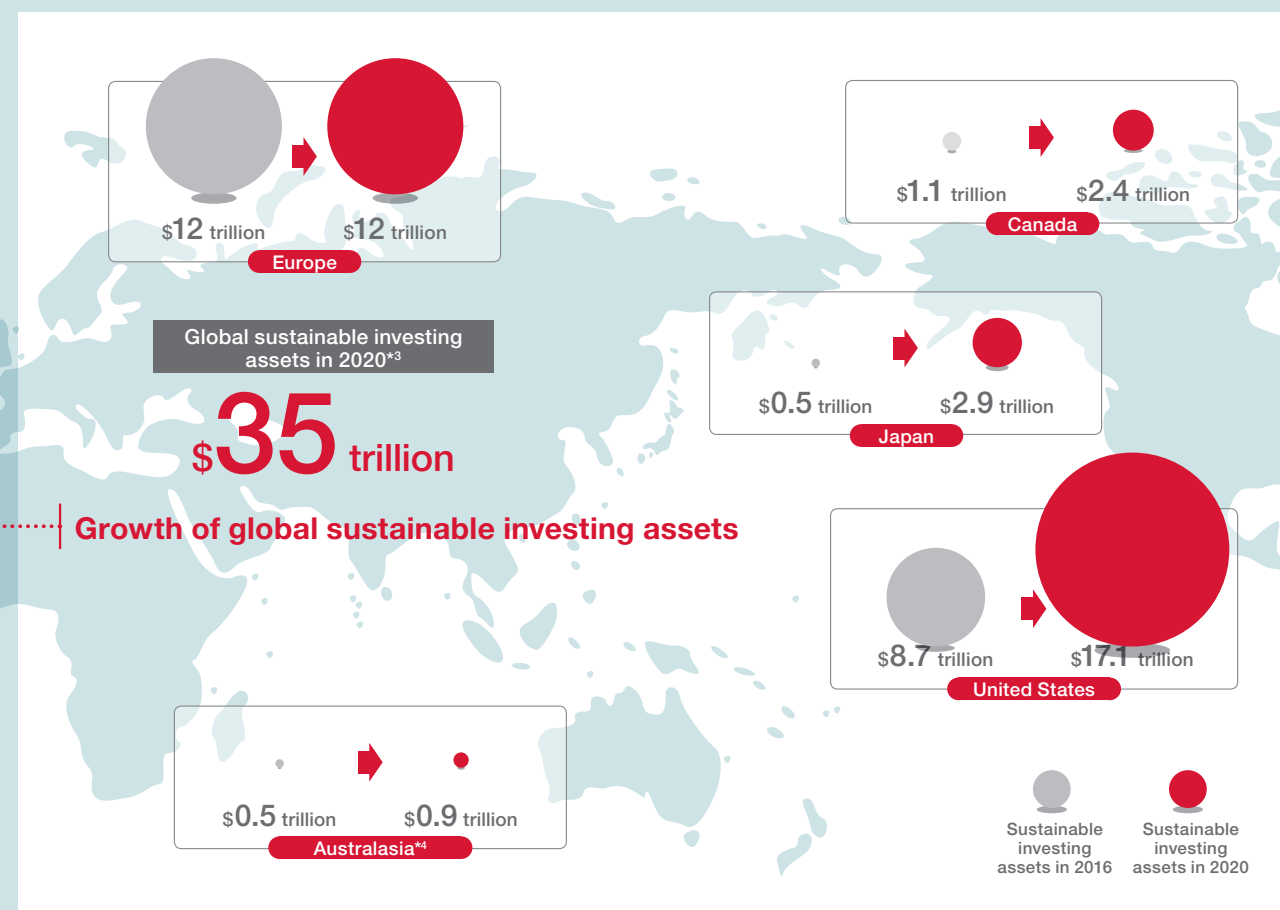 $12 trillion
$12 trillion
Europe
$1.1 trillion
$2.4 trillion
Canada
Global sustainable investing
assets in 2020*3
$35 trillion
$0.5 trillion
$2.9 trillion
Japan
Growth of global sustainable investing assets
$8.7 trillion
$17.1 trillion
United States
$0.5 trillion
$0.9 trillion
Australasia*4
Sustainable
investing
assets in 2016
Sustainable
investing
assets in 2020